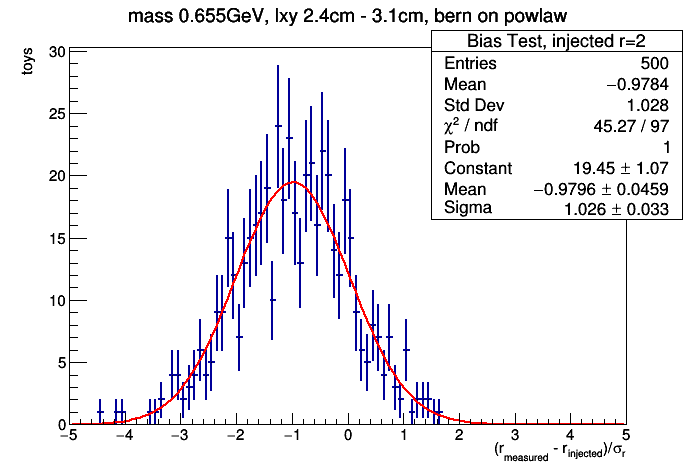 mass 0.655GeV, lxy 2.4cm - 3.1cm, bern on powlaw
toys
Bias Test, injected r=2
Entries 500
Mean −0.9784
Std Dev 1.028
χ² / ndf 45.27 / 97
Prob 1
Constant 19.45 ± 1.07
Mean −0.9796 ± 0.0459
Sigma 1.026 ± 0.033
30
25
20
15
10
5
0
−5 −4 −3 −2 −1 0 1 2 3 4 5
(r_measured - r_injected)/σ_r